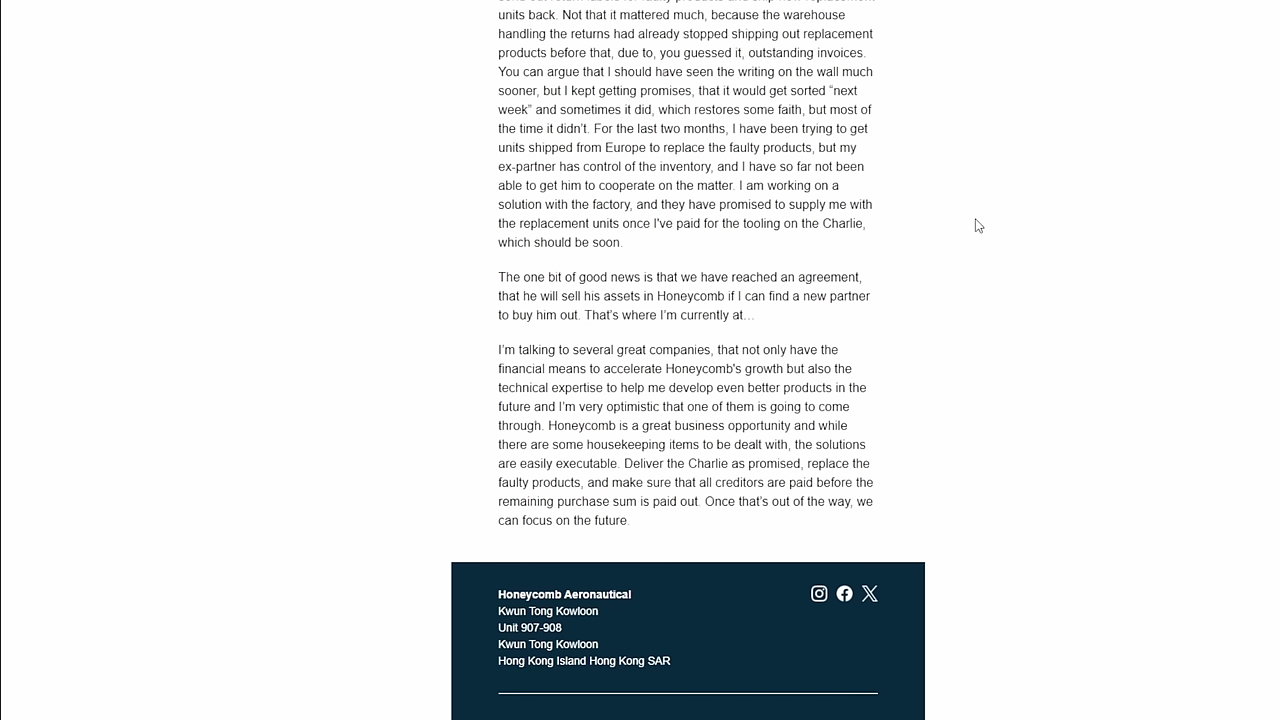 units back. Not that it mattered much, because the warehouse
handling the returns had already stopped shipping out replacement
products before that, due to, you guessed it, outstanding invoices.
You can argue that I should have seen the writing on the wall much
sooner, but I kept getting promises, that it would get sorted “next
week” and sometimes it did, which restores some faith, but most of
the time it didn’t. For the last two months, I have been trying to get
units shipped from Europe to replace the faulty products, but my
ex-partner has control of the inventory, and I have so far not been
able to get him to cooperate on the matter. I am working on a
solution with the factory, and they have promised to supply me with
the replacement units once I've paid for the tooling on the Charlie,
which should be soon.
The one bit of good news is that we have reached an agreement,
that he will sell his assets in Honeycomb if I can find a new partner
to buy him out. That’s where I’m currently at…
I’m talking to several great companies, that not only have the
financial means to accelerate Honeycomb's growth but also the
technical expertise to help me develop even better products in the
future and I’m very optimistic that one of them is going to come
through. Honeycomb is a great business opportunity and while
there are some housekeeping items to be dealt with, the solutions
are easily executable. Deliver the Charlie as promised, replace the
faulty products, and make sure that all creditors are paid before the
remaining purchase sum is paid out. Once that’s out of the way, we
can focus on the future.
Honeycomb Aeronautical
Kwun Tong Kowloon
Unit 907-908
Kwun Tong Kowloon
Hong Kong Island Hong Kong SAR